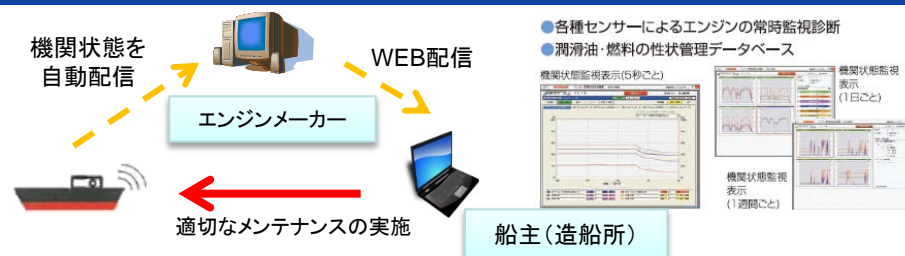 機関状態を
自動配信
WEB配信
エンジンメーカー
適切なメンテナンスの実施
船主(造船所)
●各種センサーによるエンジンの常時監視診断
●潤滑油・燃料の性状管理データベース
機関状態監視表示(5秒ごと)
機関状態監視
表示
(1日ごと)
機関状態監視
表示
(1週間ごと)